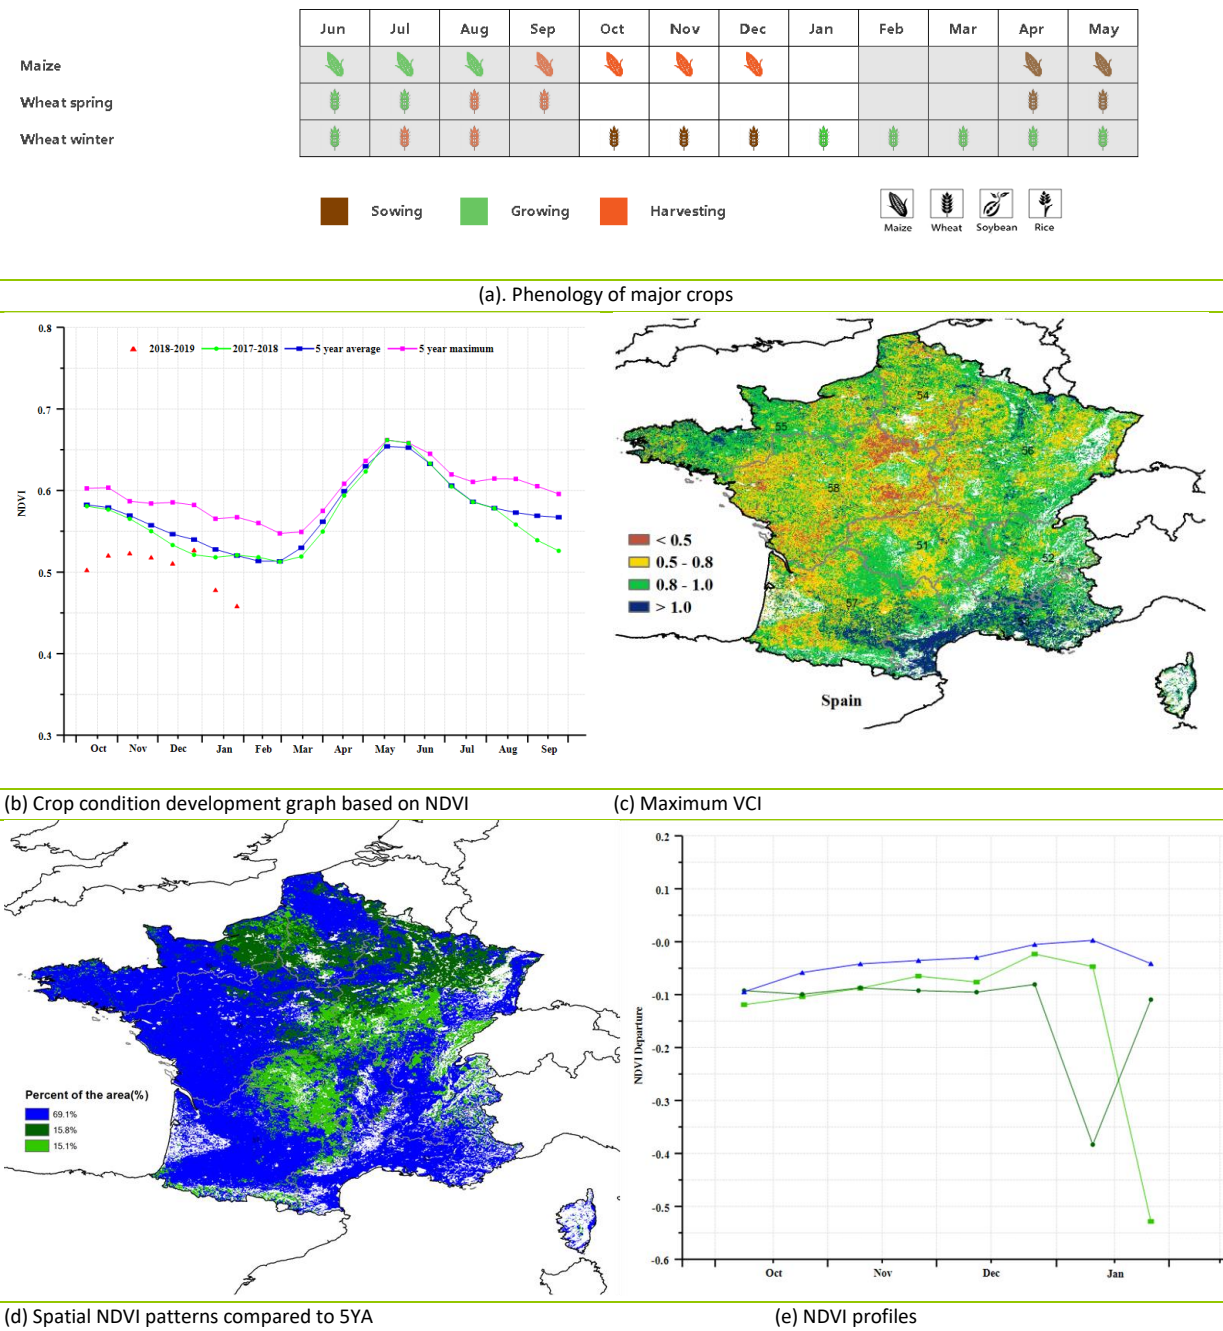 Jun Jul Aug Sep Oct Nov Dec Jan Feb Mar Apr May
Maize
Wheat spring
Wheat winter
Sowing Growing Harvesting
Maize Wheat Soybean Rice
(a). Phenology of major crops
0.8
2018-2019 2017-2018 5 year average 5 year maximum
0.7
0.6
NDVI
0.5
0.4
0.3
Oct Nov Dec Jan Feb Mar Apr May Jun Jul Aug Sep
54
55
56
58
51
52
57
< 0.5
0.5 - 0.8
0.8 - 1.0
> 1.0
Spain
(b) Crop condition development graph based on NDVI
(c) Maximum VCI
Percent of the area(%)
69.1%
15.8%
15.1%
0.2
0.1
-0.0
-0.1
-0.2
-0.3
-0.4
-0.5
-0.6
NDVI Departure
Oct Nov Dec Jan
(d) Spatial NDVI patterns compared to 5YA
(e) NDVI profiles